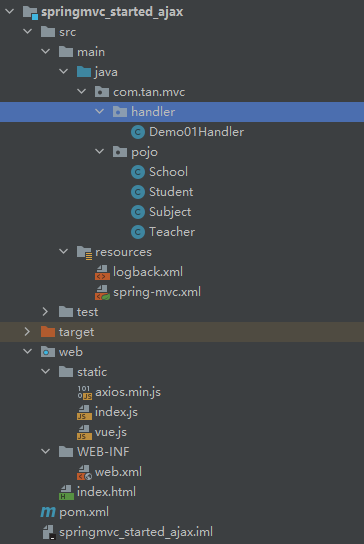 springmvc_started_ajax
src
main
java
com.tan.mvc
handler
Demo01Handler
pojo
School
Student
Subject
Teacher
resources
logback.xml
spring-mvc.xml
test
target
web
static
axios.min.js
index.js
vue.js
WEB-INF
web.xml
index.html
pom.xml
springmvc_started_ajax.iml